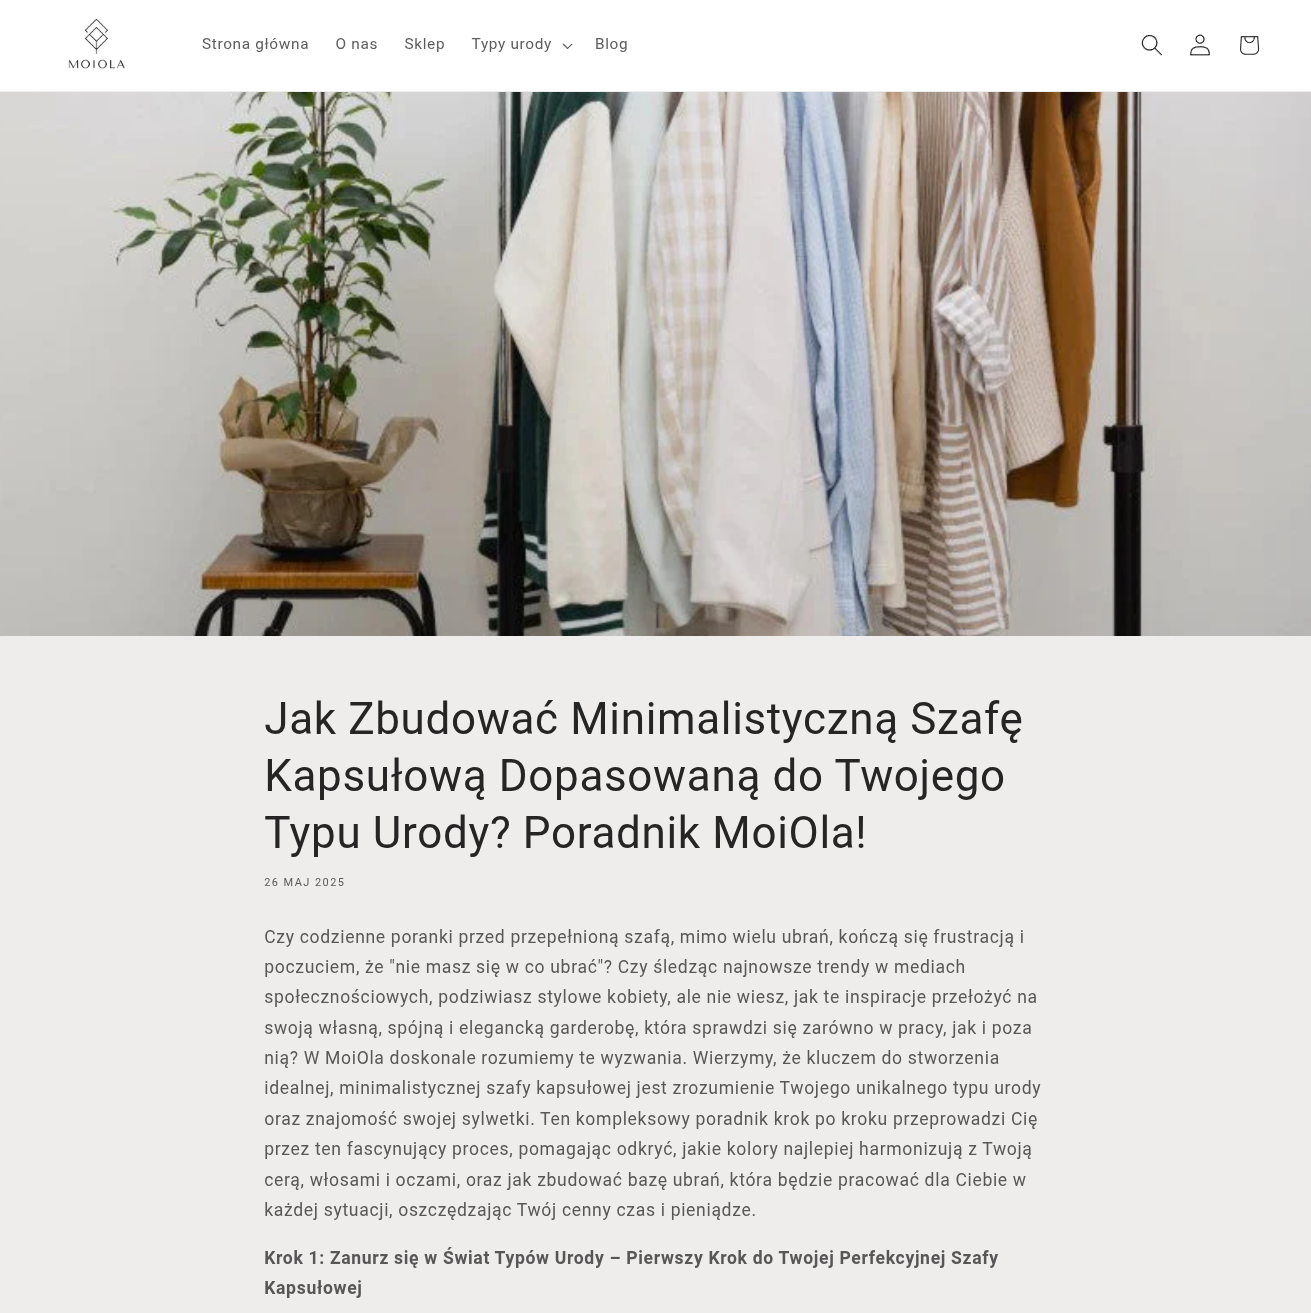 MOIOLA
Strona główna
O nas
Sklep
Typy urody
Blog
Jak Zbudować Minimalistyczną Szafę
Kapsułową Dopasowaną do Twojego
Typu Urody? Poradnik MoiOla!
26 MAJ 2025
Czy codzienne poranki przed przepełnioną szafą, mimo wielu ubrań, kończą się frustracją i
poczuciem, że "nie masz się w co ubrać"? Czy śledząc najnowsze trendy w mediach
społecznościowych, podziwiasz stylowe kobiety, ale nie wiesz, jak te inspiracje przełożyć na
swoją własną, spójną i elegancką garderobę, która sprawdzi się zarówno w pracy, jak i poza
nią? W MoiOla doskonale rozumiemy te wyzwania. Wierzymy, że kluczem do stworzenia
idealnej, minimalistycznej szafy kapsułowej jest zrozumienie Twojego unikalnego typu urody
oraz znajomość swojej sylwetki. Ten kompleksowy poradnik krok po kroku przeprowadzi Cię
przez ten fascynujący proces, pomagając odkryć, jakie kolory najlepiej harmonizują z Twoją
cerą, włosami i oczami, oraz jak zbudować bazę ubrań, która będzie pracować dla Ciebie w
każdej sytuacji, oszczędzając Twój cenny czas i pieniądze.
Krok 1: Zanurz się w Świat Typów Urody – Pierwszy Krok do Twojej Perfekcyjnej Szafy
Kapsułowej